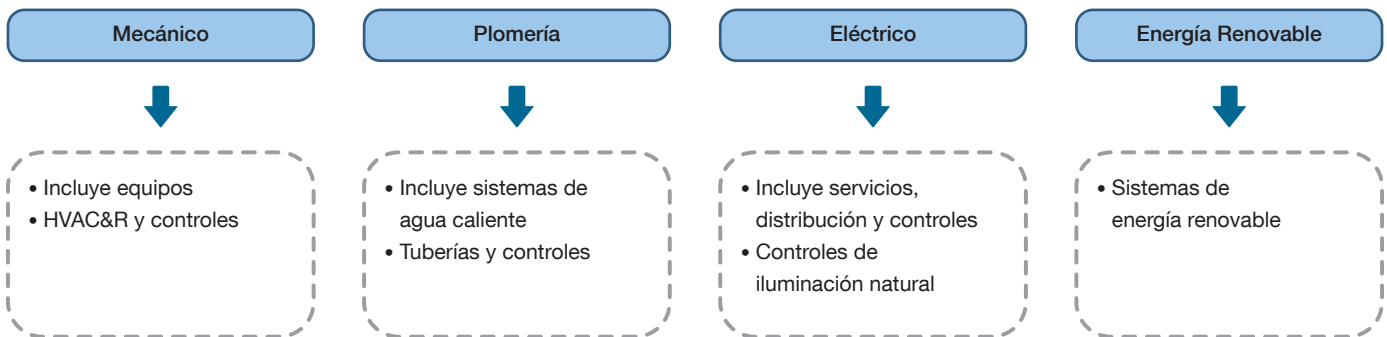 Mecánico
Plomería
Eléctrico
Energía Renovable
• Incluye equipos
• HVAC&R y controles
• Incluye sistemas de
agua caliente
• Tuberías y controles
• Incluye servicios,
distribución y controles
• Controles de
iluminación natural
• Sistemas de
energía renovable